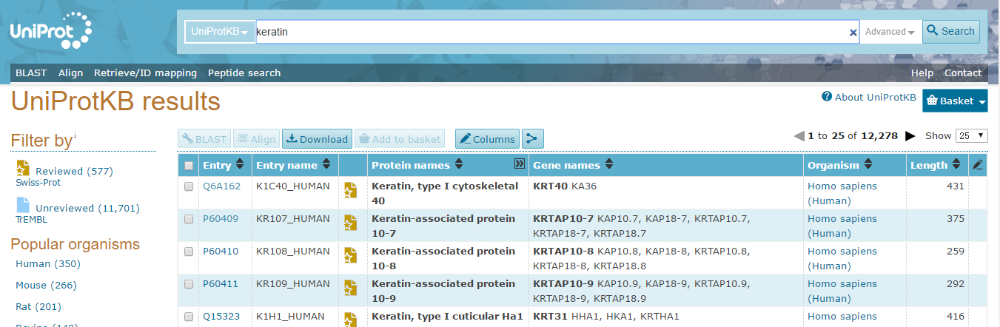 UniProt
UniProtKB
keratin
Advanced
Search
BLAST Align Retrieve/ID mapping Peptide search
Help Contact
UniProtKB results
About UniProtKB
Basket
Filter by
i
BLAST
Align
Download
Add to basket
Columns
1 to 25 of 12,278
Show 25
Reviewed (577)
Swiss-Prot
Unreviewed (11,701)
TrEMBL
Popular organisms
Human (350)
Mouse (266)
Rat (201)
Entry Entry name Protein names Gene names Organism Length
Q6A162 K1C40_HUMAN Keratin, type I cytoskeletal KRT40 KA36 Homo sapiens 431
40 (Human)
P60409 KR107_HUMAN Keratin-associated protein KRTAP10-7 KAP10.7, KAP18-7, KRTAP10.7, Homo sapiens 375
10-7 KRTAP18-7, KRTAP18.7 (Human)
P60410 KR108_HUMAN Keratin-associated protein KRTAP10-8 KAP10.8, KAP18-8, KRTAP10.8, Homo sapiens 259
10-8 KRTAP18-8, KRTAP18.8 (Human)
P60411 KR109_HUMAN Keratin-associated protein KRTAP10-9 KAP10.9, KAP18-9, KRTAP10.9, Homo sapiens 292
10-9 KRTAP18-9, KRTAP18.9 (Human)
Q15323 K1H1_HUMAN Keratin, type I cuticular Ha1 KRT31 HHA1, HKA1, KRTHA1 Homo sapiens 416